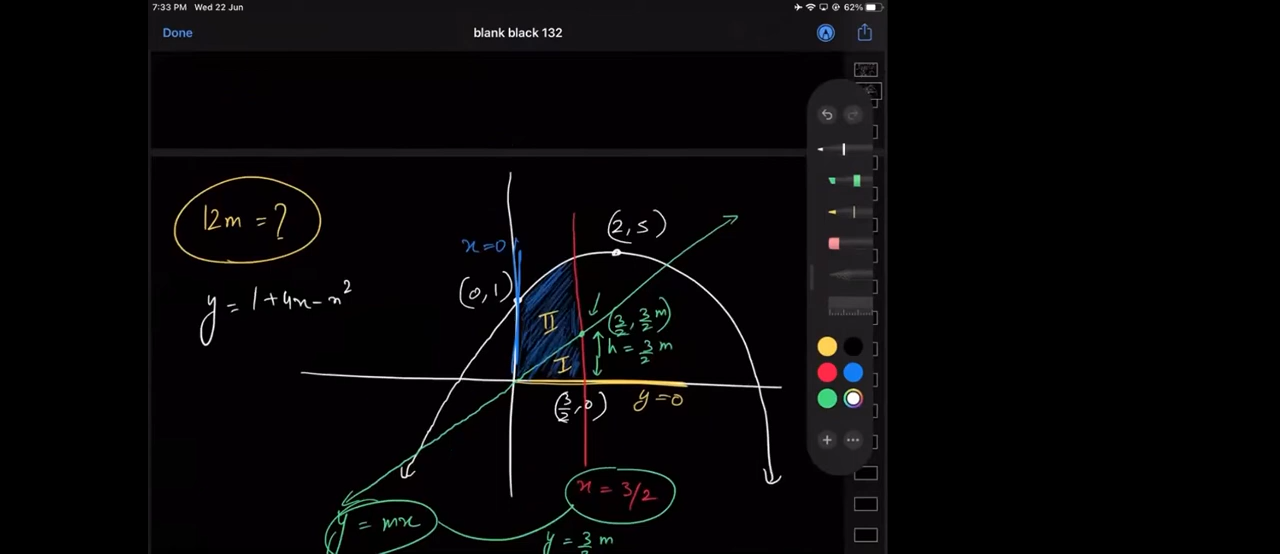 7:33 PM Wed 22 Jun
62%
Done
blank black 132
12m = ?
y = 1 + 4x - x²
x=0
(2, 5)
(0, 1)
II
(3/2, 3/2 m)
h = 3/2 m
I
(3/2, 0)
y = 0
x = 3/2
y = mx
y = 3/2 m